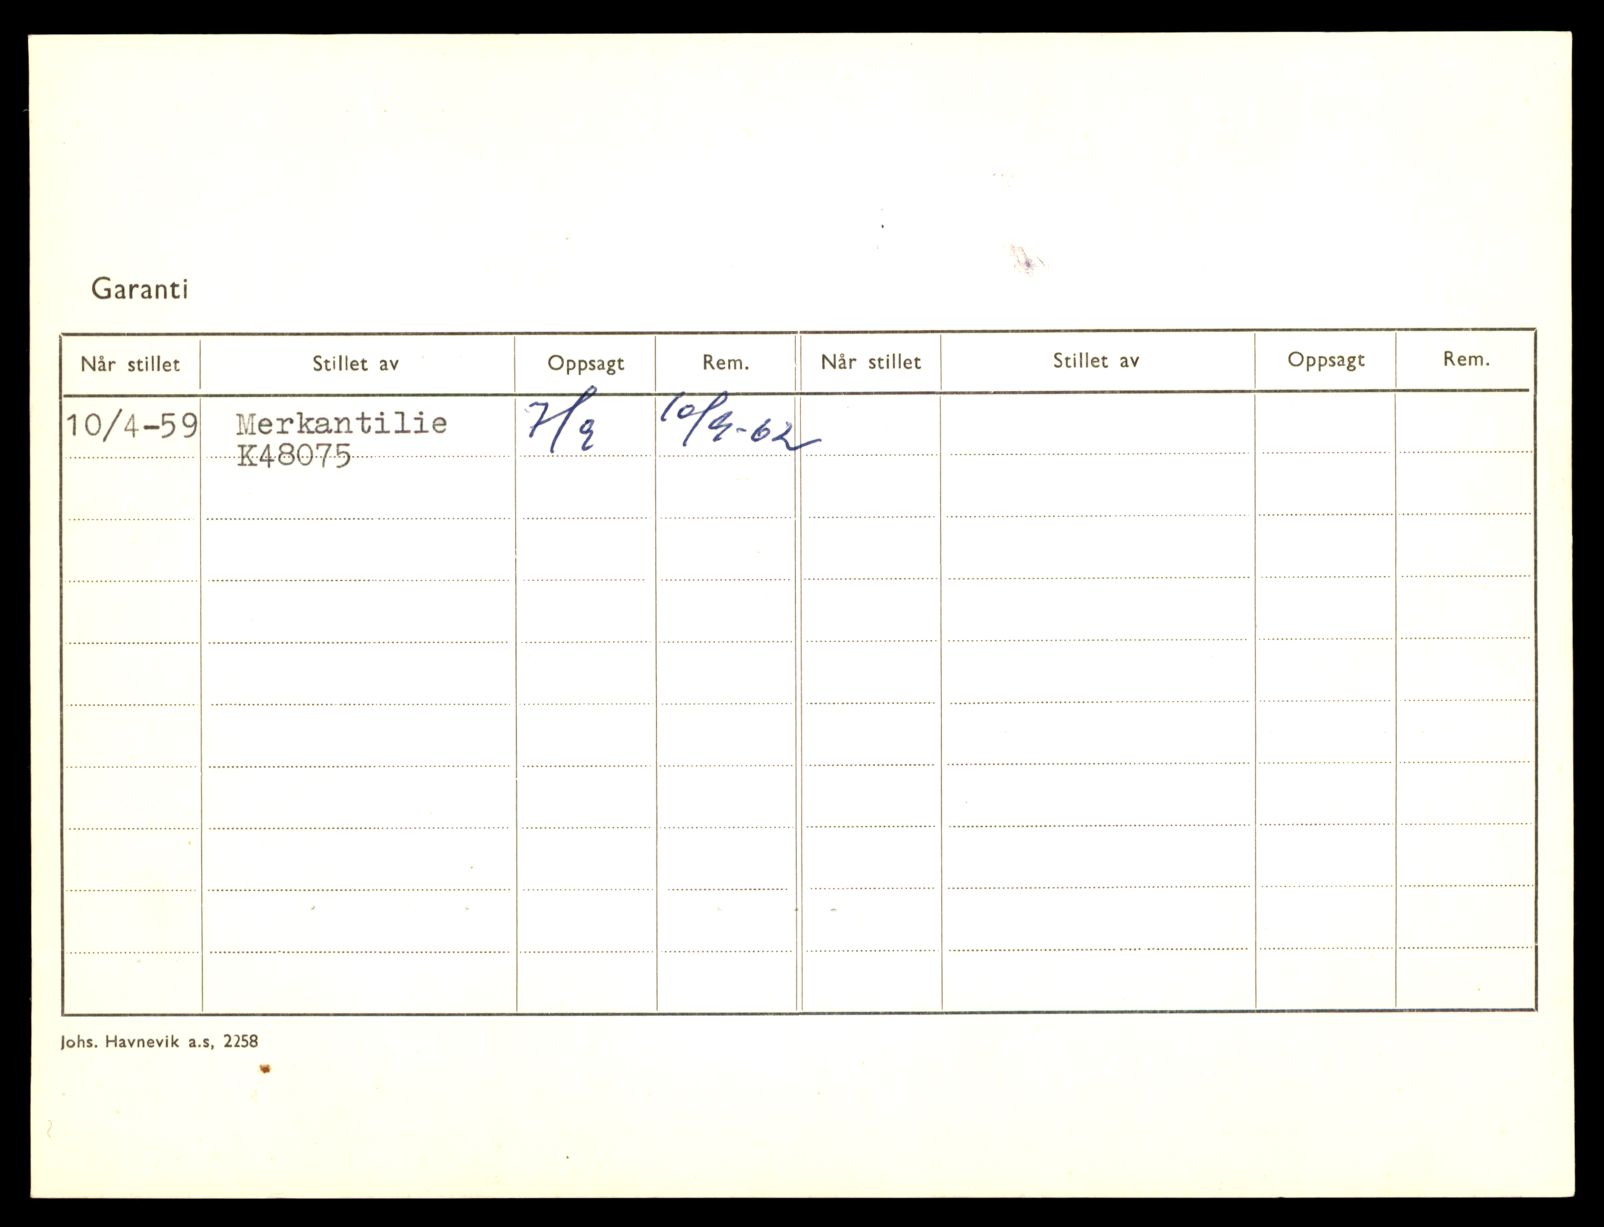 Garanti
Når stillet Stillet av Oppsagt Rem. Når stillet Stillet av Oppsagt Rem.
10/4-59 Merkantilie 7/9 10/9-62
K48075
Johs. Havnevik a.s, 2258